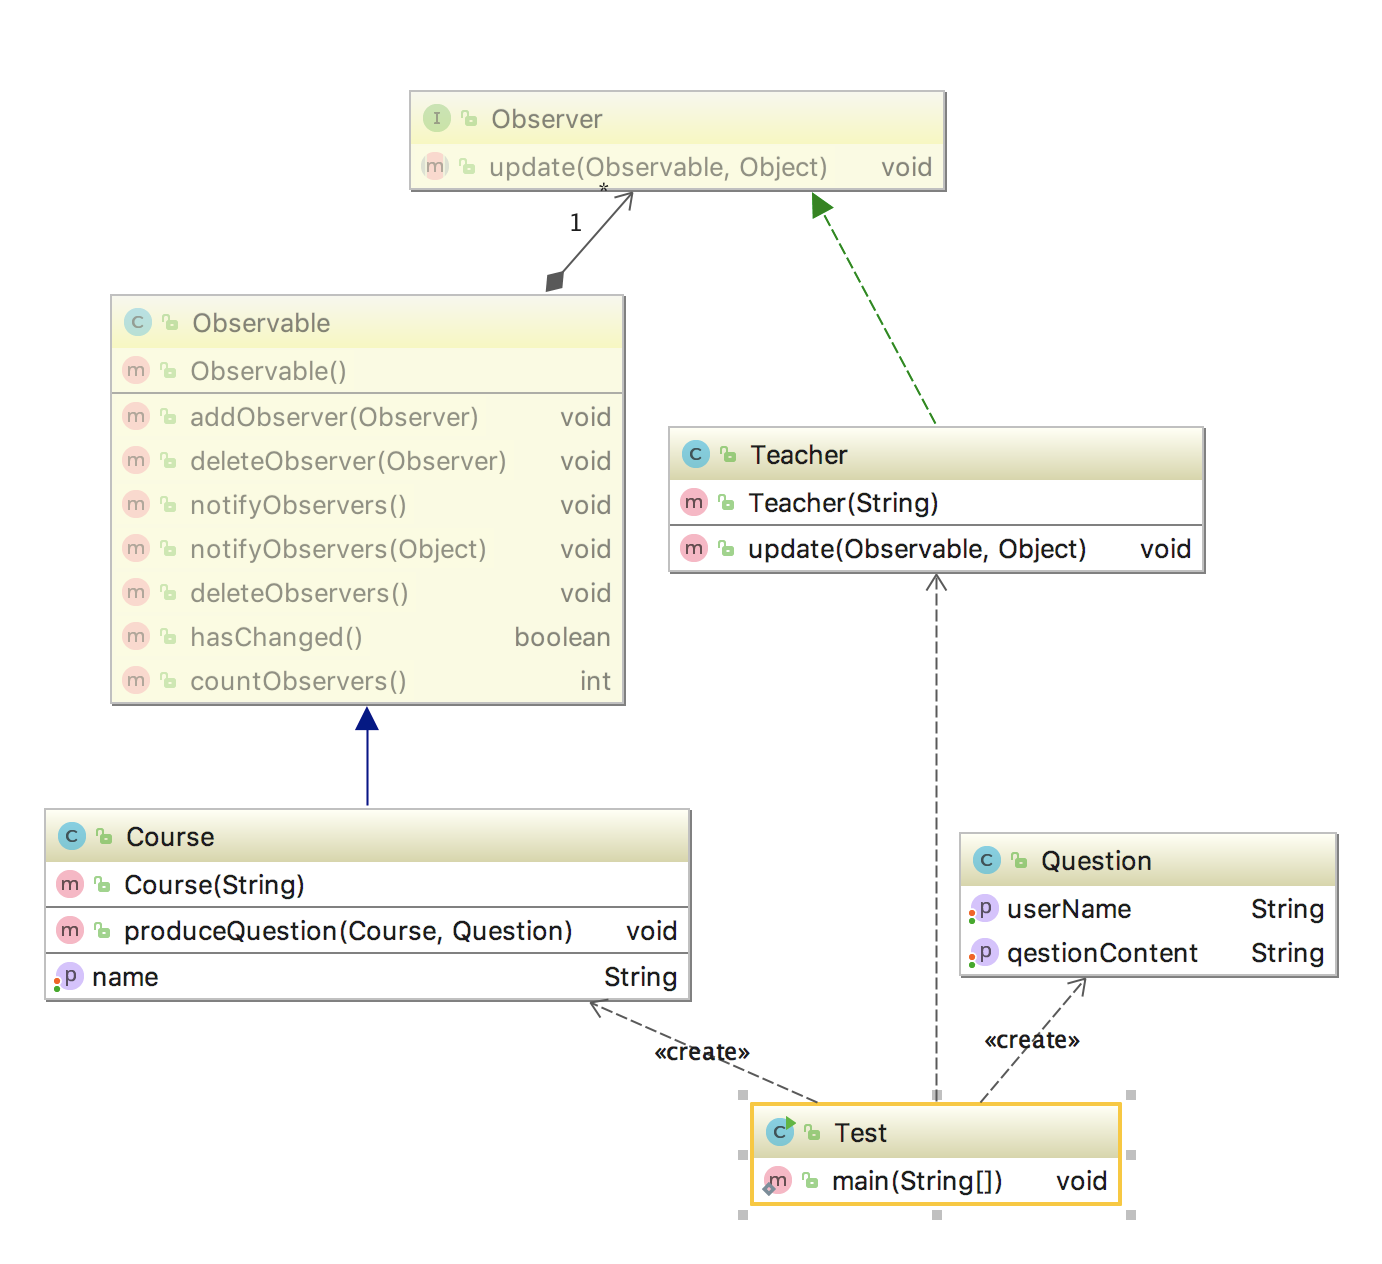 Observer
update(Observable, Object) void
*
1
Observable
Observable()
addObserver(Observer) void
deleteObserver(Observer) void
notifyObservers() void
notifyObservers(Object) void
deleteObservers() void
hasChanged() boolean
countObservers() int
Teacher
Teacher(String)
update(Observable, Object) void
Course
Course(String)
produceQuestion(Course, Question) void
name String
Question
userName String
qestionContent String
«create»
«create»
Test
main(String[]) void